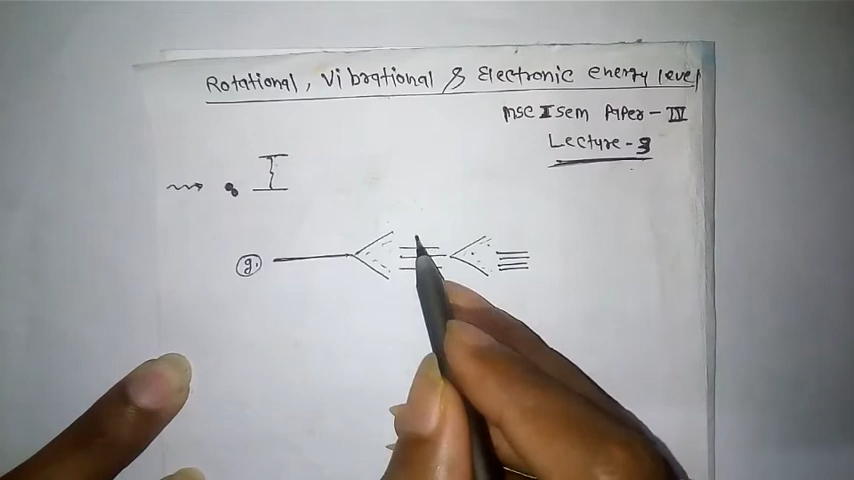 Rotational, Vibrational & Electronic energy level
MSC I sem Paper - IV
Lecture - 3
g.